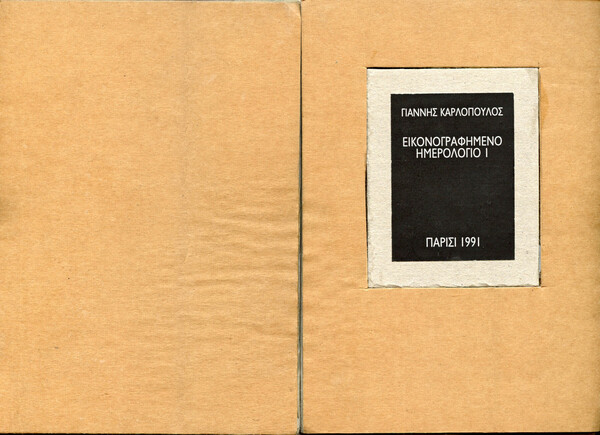 ΓΙΑΝΝΗΣ ΚΑΡΛΟΠΟΥΛΟΣ
ΕΙΚΟΝΟΓΡΑΦΗΜΕΝΟ
ΗΜΕΡΟΛΟΓΙΟ Ι
ΠΑΡΙΣΙ 1991